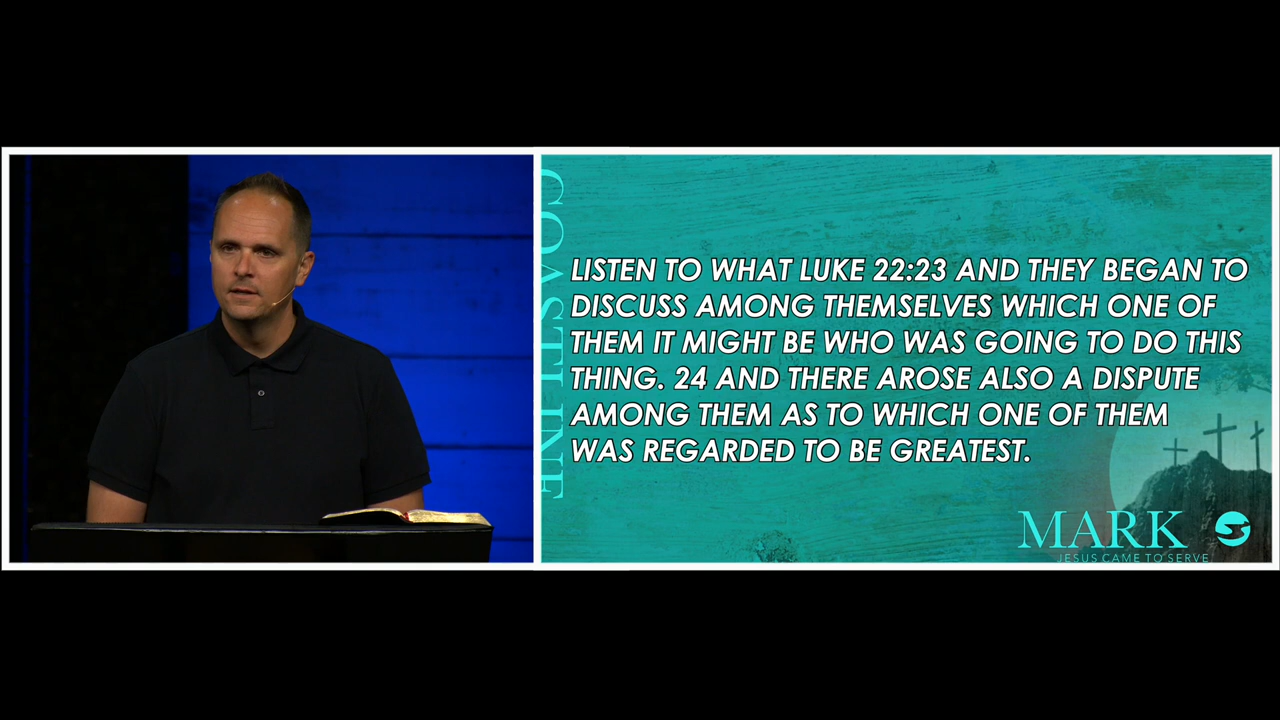 COASTLINE
LISTEN TO WHAT LUKE 22:23 AND THEY BEGAN TO
DISCUSS AMONG THEMSELVES WHICH ONE OF
THEM IT MIGHT BE WHO WAS GOING TO DO THIS
THING. 24 AND THERE AROSE ALSO A DISPUTE
AMONG THEM AS TO WHICH ONE OF THEM
WAS REGARDED TO BE GREATEST.
MARK
JESUS CAME TO SERVE